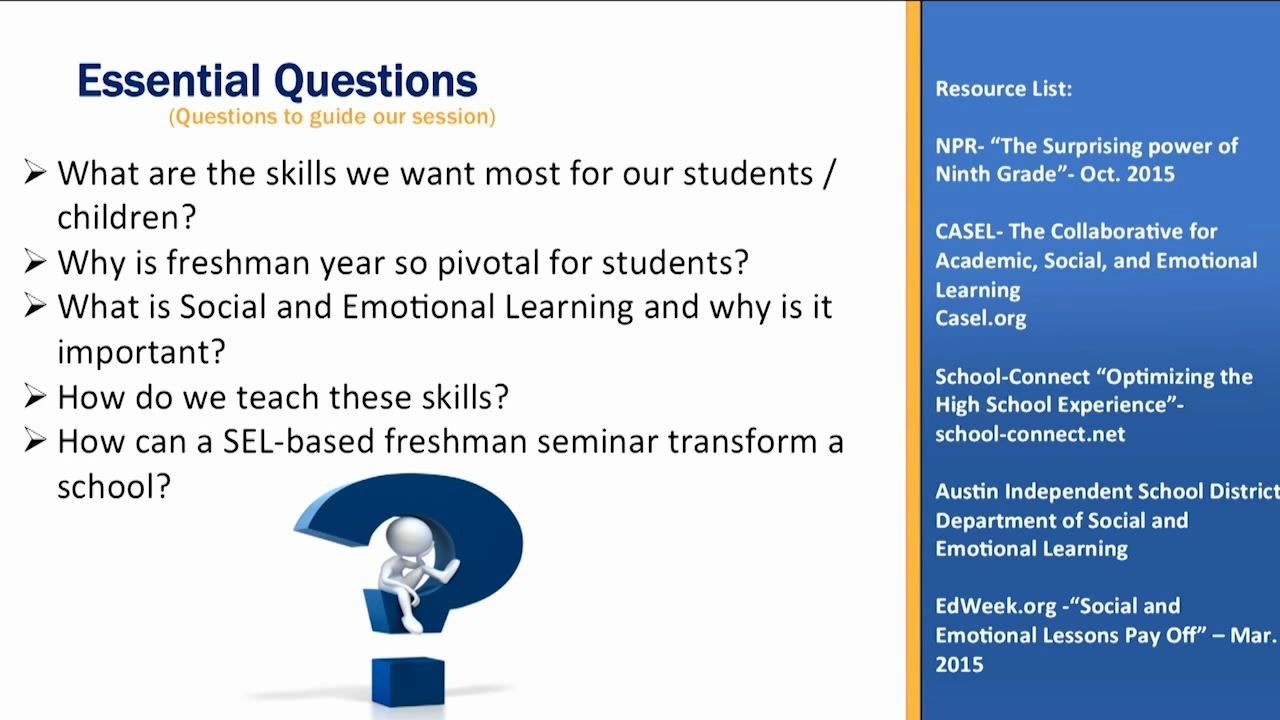 Essential Questions
(Questions to guide our session)
What are the skills we want most for our students /
children?
Why is freshman year so pivotal for students?
What is Social and Emotional Learning and why is it
important?
How do we teach these skills?
How can a SEL-based freshman seminar transform a
school?
Resource List:
NPR- “The Surprising power of
Ninth Grade”- Oct. 2015
CASEL- The Collaborative for
Academic, Social, and Emotional
Learning
Casel.org
School-Connect “Optimizing the
High School Experience”-
school-connect.net
Austin Independent School District
Department of Social and
Emotional Learning
EdWeek.org -“Social and
Emotional Lessons Pay Off” – Mar.
2015